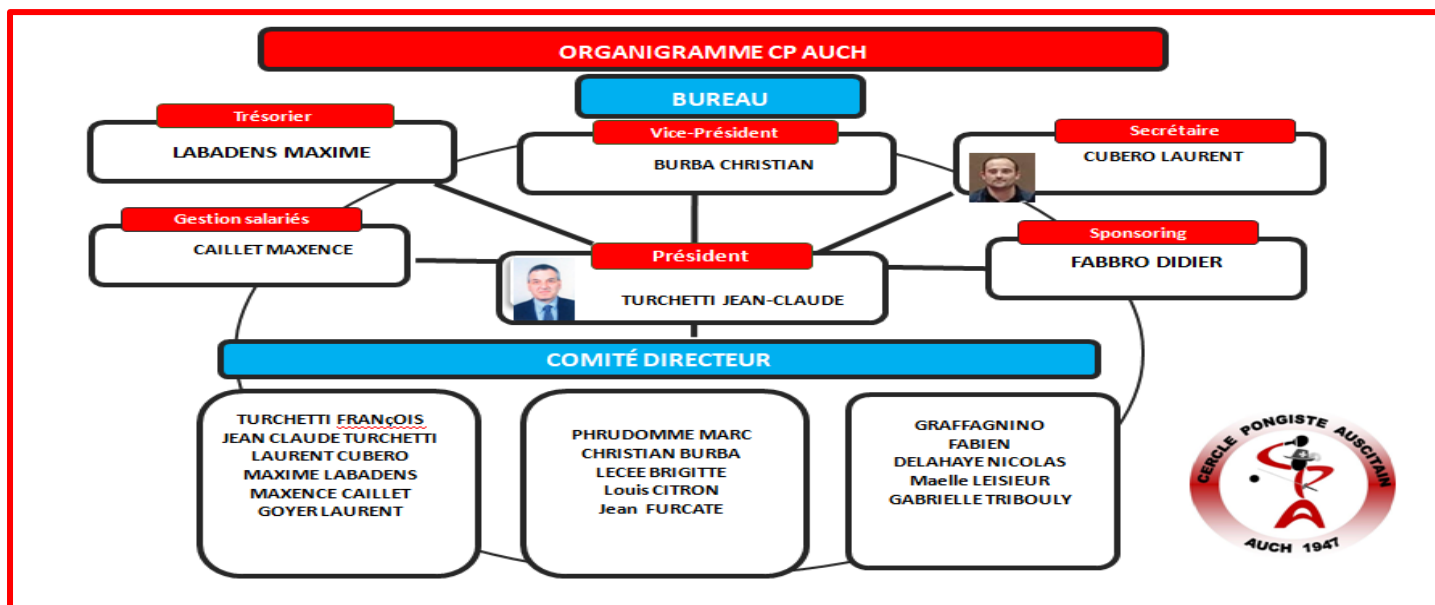 ORGANIGRAMME CP AUCH
BUREAU
Trésorier
LABADENS MAXIME
Vice-Président
BURBA CHRISTIAN
Secrétaire
CUBERO LAURENT
Gestion salariés
CAILLET MAXENCE
Président
TURCHETTI JEAN-CLAUDE
Sponsoring
FABBRO DIDIER
COMITÉ DIRECTEUR
TURCHETTI FRANçOIS
JEAN CLAUDE TURCHETTI
LAURENT CUBERO
MAXIME LABADENS
MAXENCE CAILLET
GOYER LAURENT
PHRUDOMME MARC
CHRISTIAN BURBA
LECEE BRIGITTE
Louis CITRON
Jean FURCATE
GRAFFAGNINO
FABIEN
DELAHAYE NICOLAS
Maelle LEISIEUR
GABRIELLE TRIBOULY
CERCLE PONGISTE AUSCITAIN
AUCH 1947